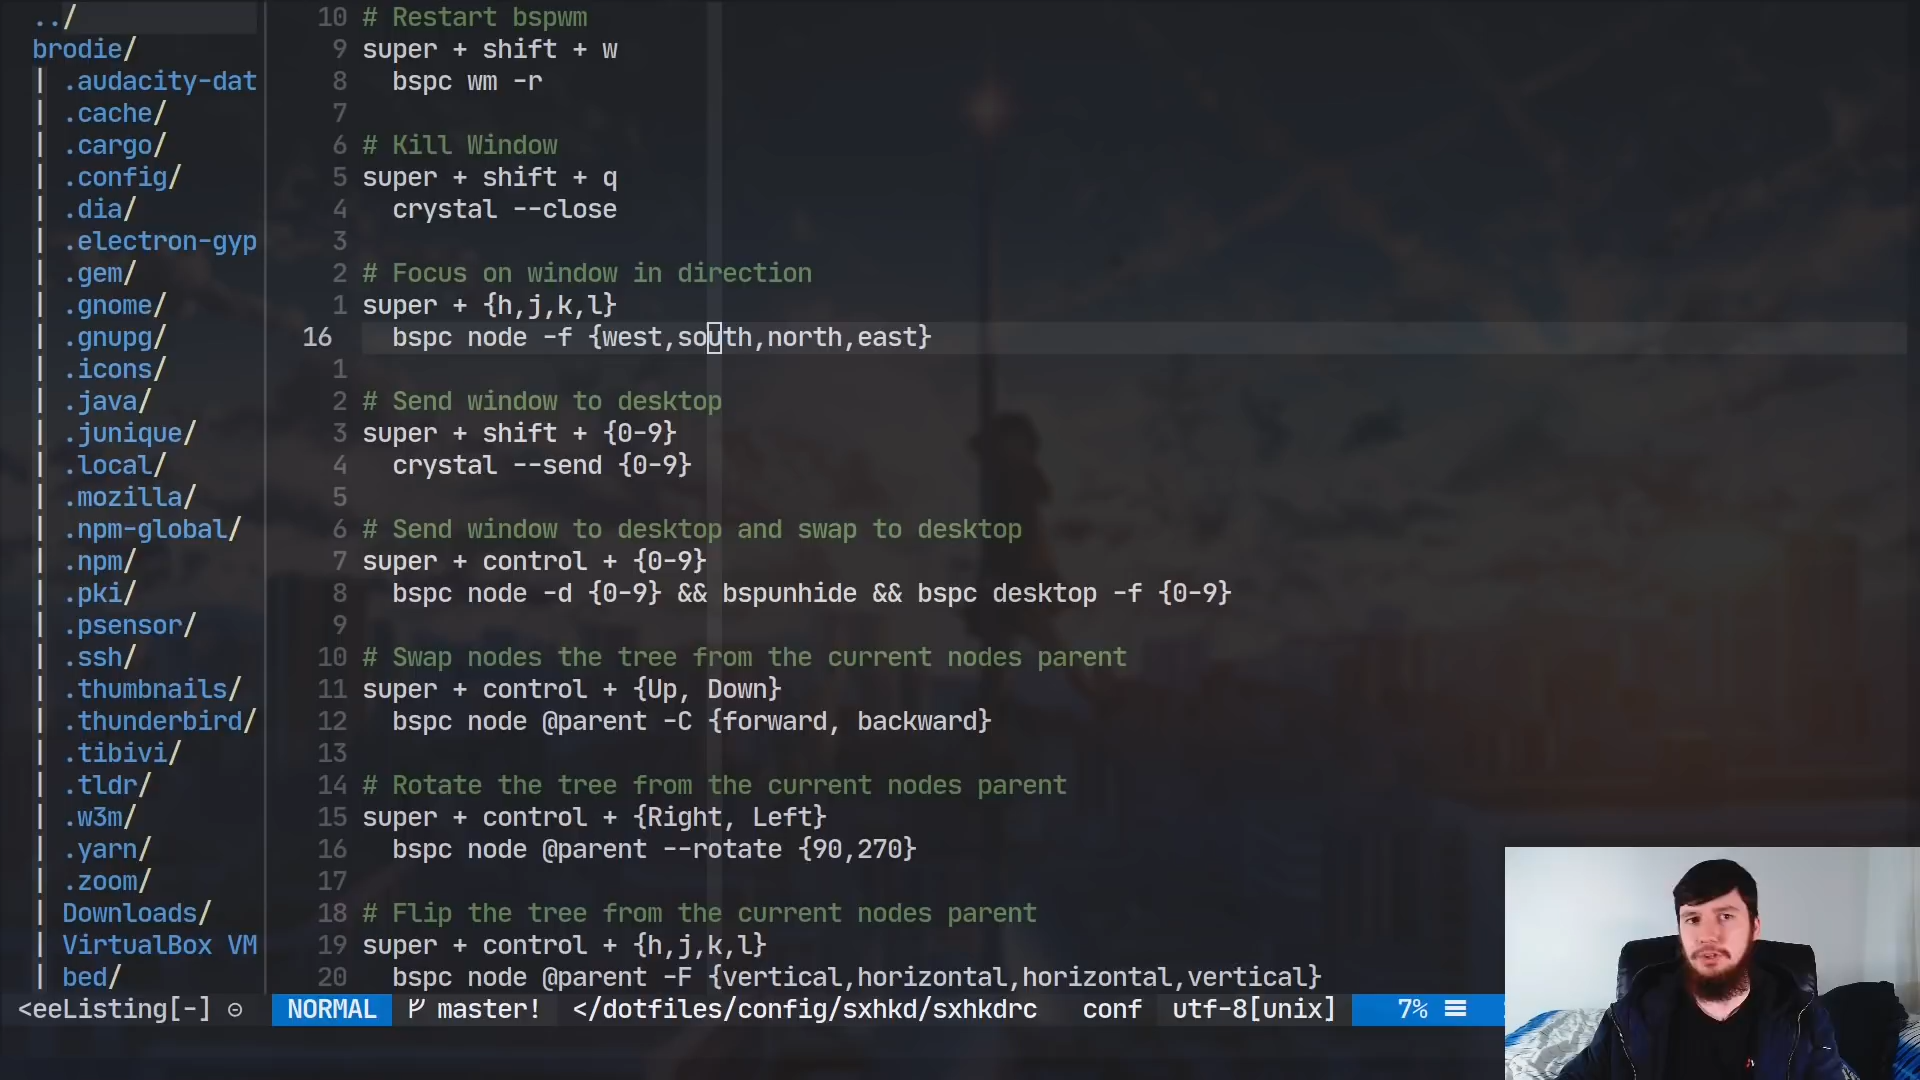 ../
brodie/
| .audacity-dat
| .cache/
| .cargo/
| .config/
| .dia/
| .electron-gyp
| .gem/
| .gnome/
| .gnupg/
| .icons/
| .java/
| .junique/
| .local/
| .mozilla/
| .npm-global/
| .npm/
| .pki/
| .psensor/
| .ssh/
| .thumbnails/
| .thunderbird/
| .tibivi/
| .tldr/
| .w3m/
| .yarn/
| .zoom/
| Downloads/
| VirtualBox VM
| bed/
10 # Restart bspwm
9 super + shift + w
8 bspc wm -r
7
6 # Kill Window
5 super + shift + q
4 crystal --close
3
2 # Focus on window in direction
1 super + {h,j,k,l}
16 bspc node -f {west,south,north,east}
1
2 # Send window to desktop
3 super + shift + {0-9}
4 crystal --send {0-9}
5
6 # Send window to desktop and swap to desktop
7 super + control + {0-9}
8 bspc node -d {0-9} && bspunhide && bspc desktop -f {0-9}
9
10 # Swap nodes the tree from the current nodes parent
11 super + control + {Up, Down}
12 bspc node @parent -C {forward, backward}
13
14 # Rotate the tree from the current nodes parent
15 super + control + {Right, Left}
16 bspc node @parent --rotate {90,270}
17
18 # Flip the tree from the current nodes parent
19 super + control + {h,j,k,l}
20 bspc node @parent -F {vertical,horizontal,horizontal,vertical}
<eeListing[-] NORMAL master! </dotfiles/config/sxhkd/sxhkdrc conf utf-8[unix] 7%